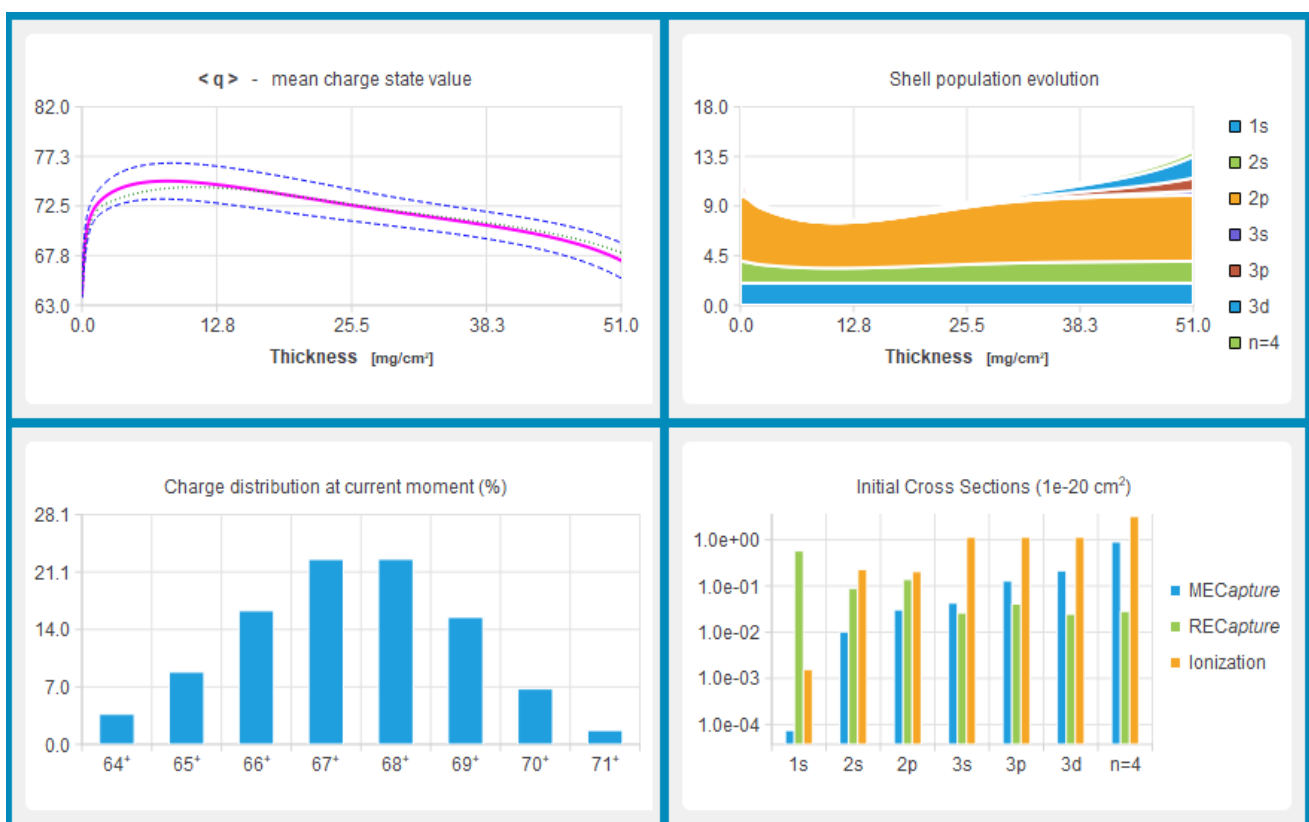 < q > - mean charge state value
82.0
77.3
72.5
67.8
63.0
0.0 12.8 25.5 38.3 51.0
Thickness [mg/cm²]
Shell population evolution
18.0
13.5
9.0
4.5
0.0
0.0 12.8 25.5 38.3 51.0
Thickness [mg/cm²]
1s
2s
2p
3s
3p
3d
n=4
Charge distribution at current moment (%)
28.1
21.1
14.0
7.0
0.0
64⁺ 65⁺ 66⁺ 67⁺ 68⁺ 69⁺ 70⁺ 71⁺
Initial Cross Sections (1e-20 cm²)
1.0e+00
1.0e-01
1.0e-02
1.0e-03
1.0e-04
1s 2s 2p 3s 3p 3d n=4
MECapture
RECapture
Ionization